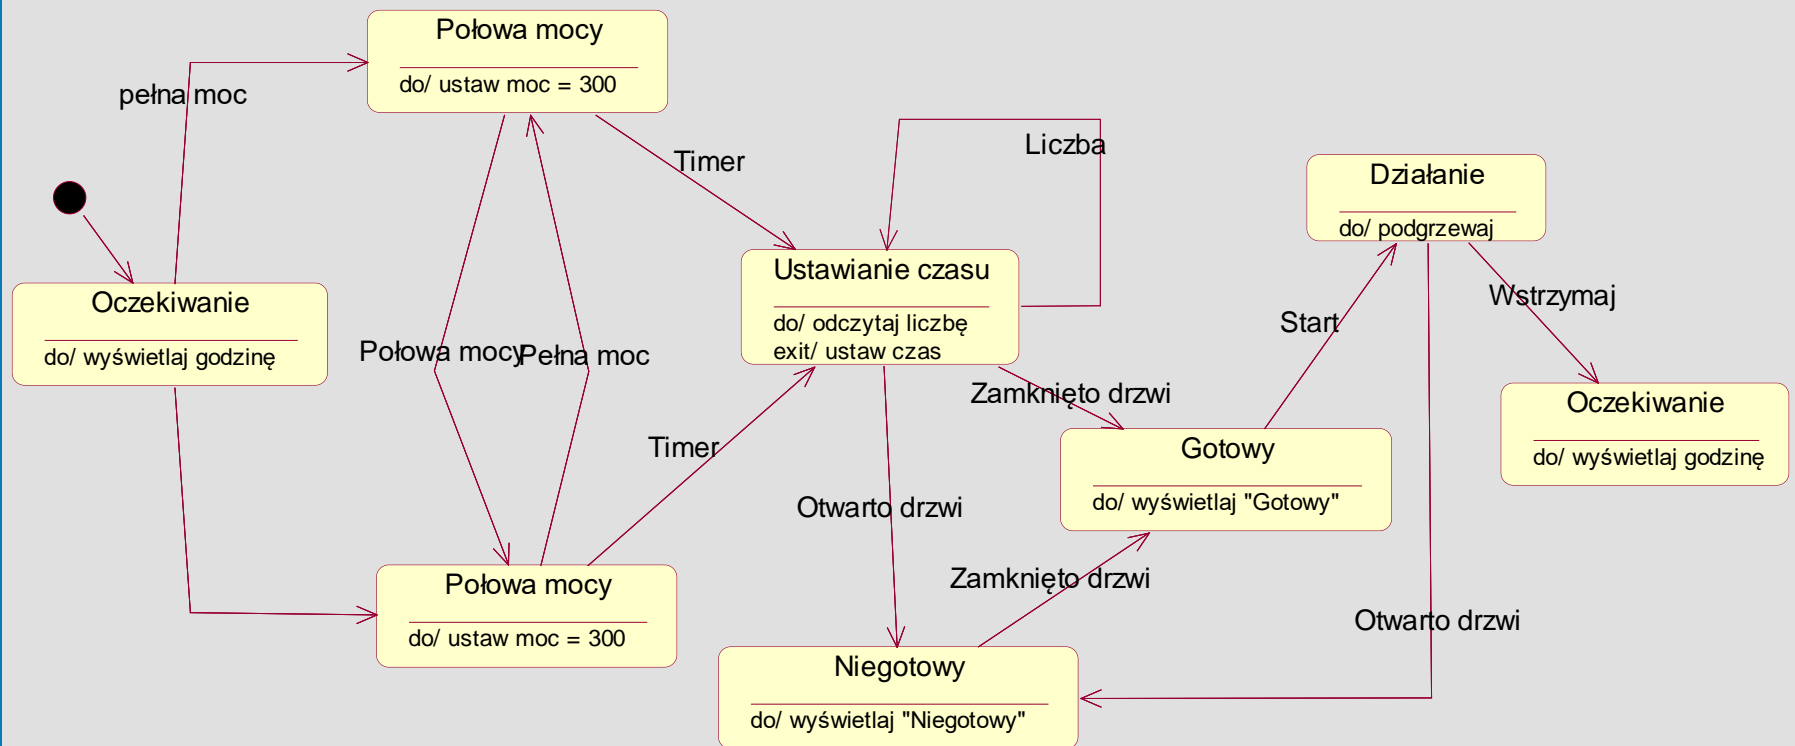 Połowa mocy
do/ ustaw moc = 300
pełna moc
Liczba
Timer
Działanie
do/ podgrzewaj
Ustawianie czasu
do/ odczytaj liczbę
exit/ ustaw czas
Oczekiwanie
do/ wyświetlaj godzinę
Wstrzymaj
Start
Połowa mocy
Pełna moc
Zamknięto drzwi
Oczekiwanie
do/ wyświetlaj godzinę
Timer
Gotowy
do/ wyświetlaj "Gotowy"
Otwarto drzwi
Zamknięto drzwi
Połowa mocy
do/ ustaw moc = 300
Otwarto drzwi
Niegotowy
do/ wyświetlaj "Niegotowy"